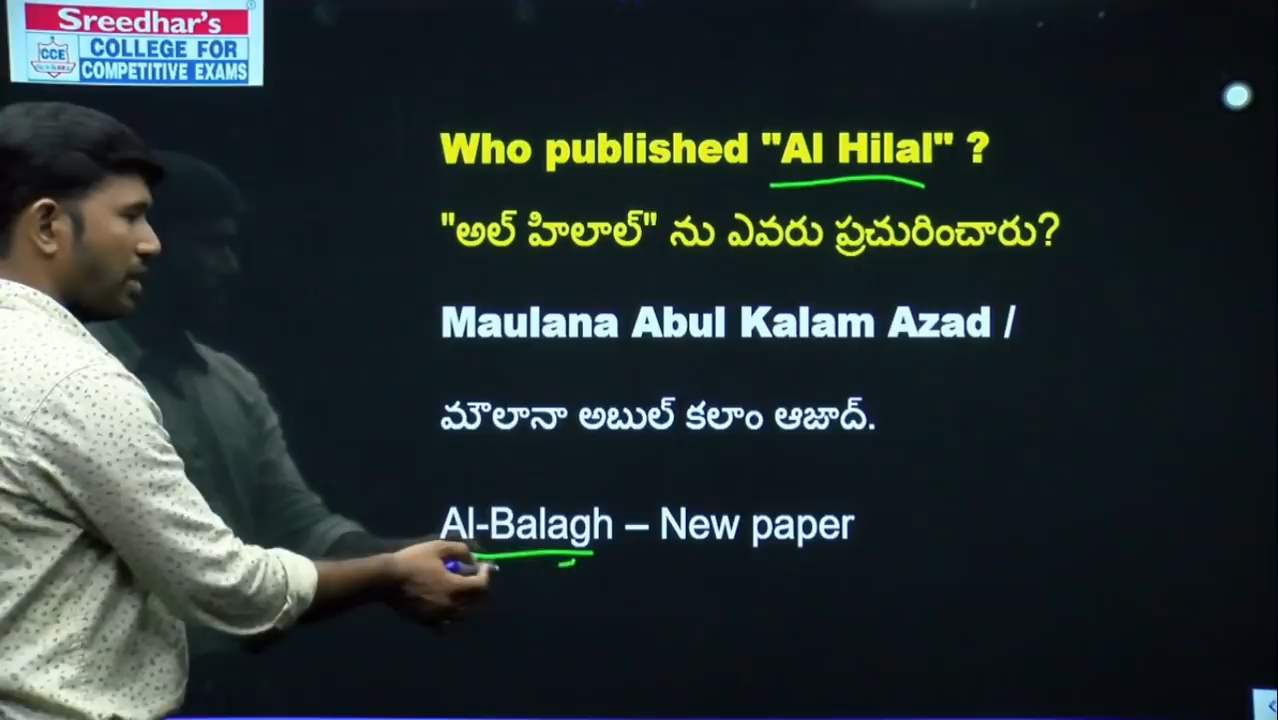 Sreedhar's
CCE
COLLEGE FOR
COMPETITIVE EXAMS
Who published "Al Hilal" ?
"అల్ హిలాల్" ను ఎవరు ప్రచురించారు?
Maulana Abul Kalam Azad /
మౌలానా అబుల్ కలాం ఆజాద్.
Al-Balagh – New paper